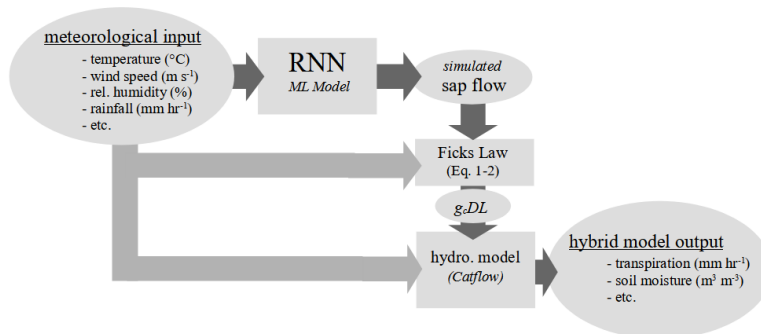 meteorological input
- temperature (°C)
- wind speed (m s⁻¹)
- rel. humidity (%)
- rainfall (mm hr⁻¹)
- etc.
RNN
ML Model
simulated
sap flow
Ficks Law
(Eq. 1-2)
gcDL
hydro. model
(Catflow)
hybrid model output
- transpiration (mm hr⁻¹)
- soil moisture (m³ m⁻³)
- etc.